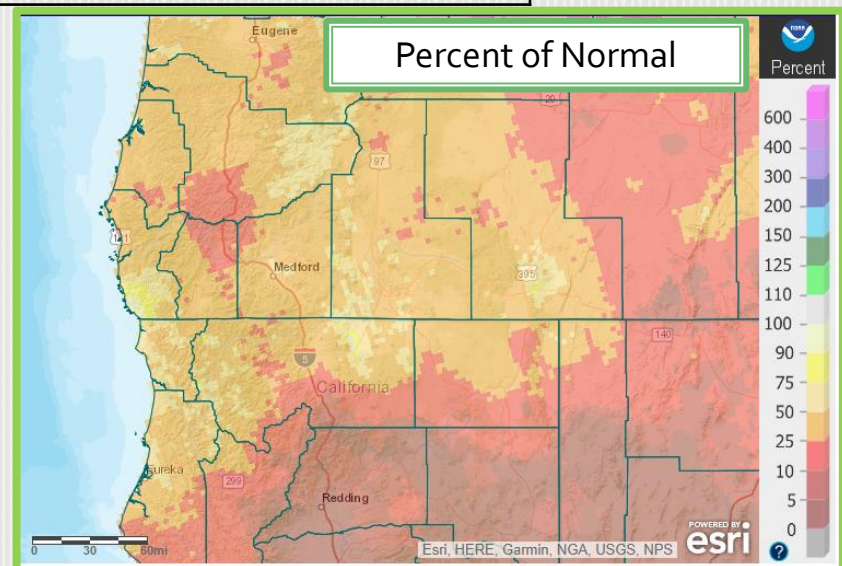 Percent of Normal
NOAA
Percent
600
400
300
200
150
125
110
100
90
75
50
25
10
5
0
Eugene
20
97
101
Medford
395
140
5
California
Eureka
299
Redding
0 30 60mi
Esri, HERE, Garmin, NGA, USGS, NPS
POWERED BY
esri
?